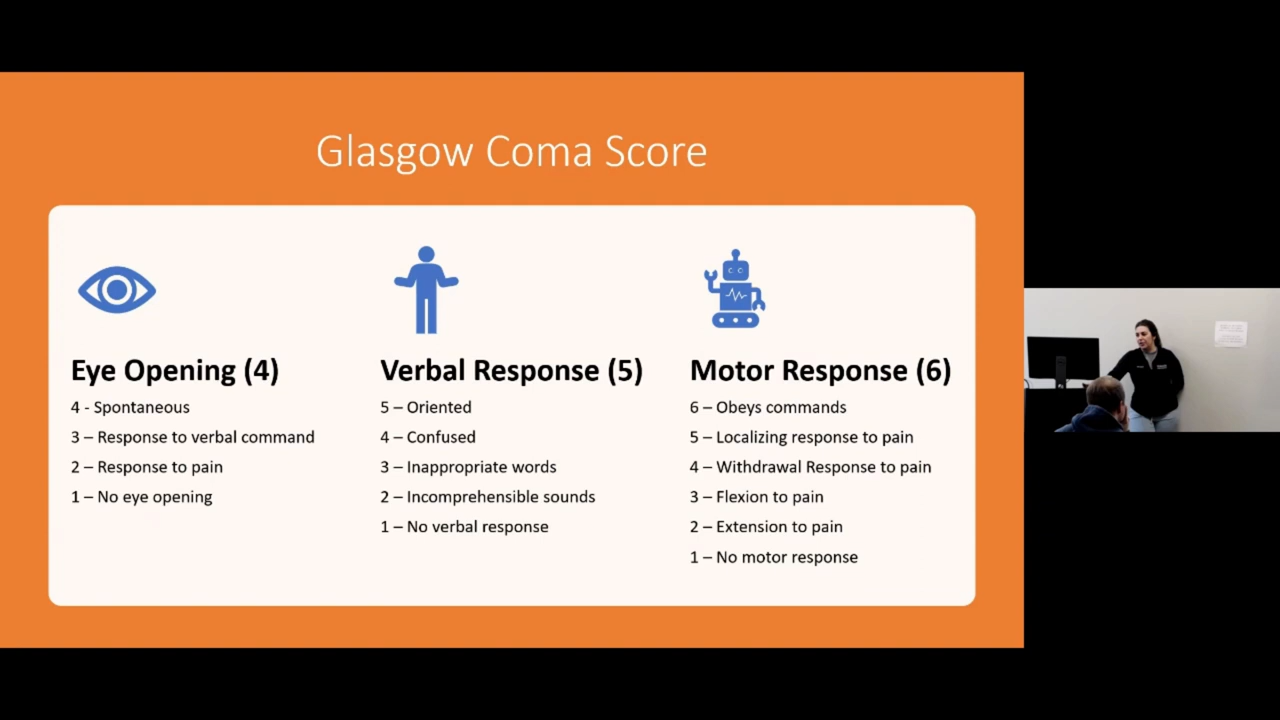 Glasgow Coma Score
Eye Opening (4)
4 - Spontaneous
3 – Response to verbal command
2 – Response to pain
1 – No eye opening
Verbal Response (5)
5 – Oriented
4 – Confused
3 – Inappropriate words
2 – Incomprehensible sounds
1 – No verbal response
Motor Response (6)
6 – Obeys commands
5 – Localizing response to pain
4 – Withdrawal Response to pain
3 – Flexion to pain
2 – Extension to pain
1 – No motor response